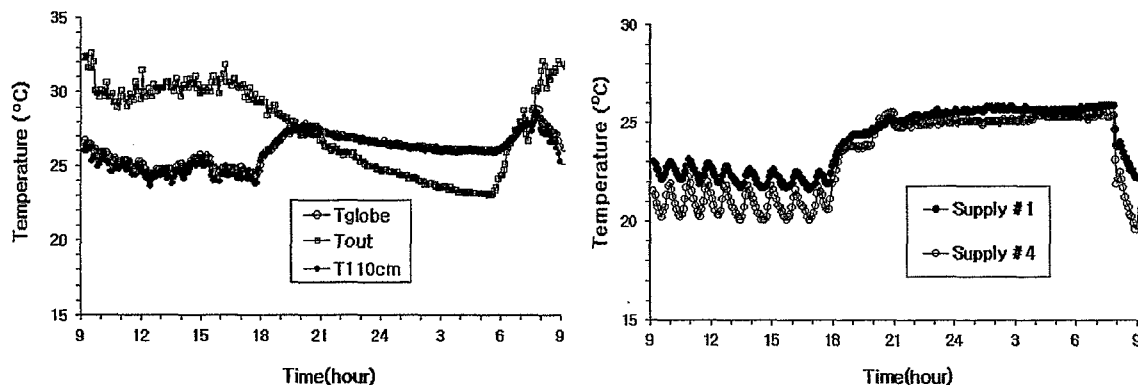 35
30
25
20
15
Temperature (°C)
Tglobe
Tout
T110cm
9 12 15 18 21 24 3 6 9
Time(hour)
30
25
20
15
Temperature (°C)
Supply #1
Supply #4
9 12 15 18 21 24 3 6 9
Time(hour)